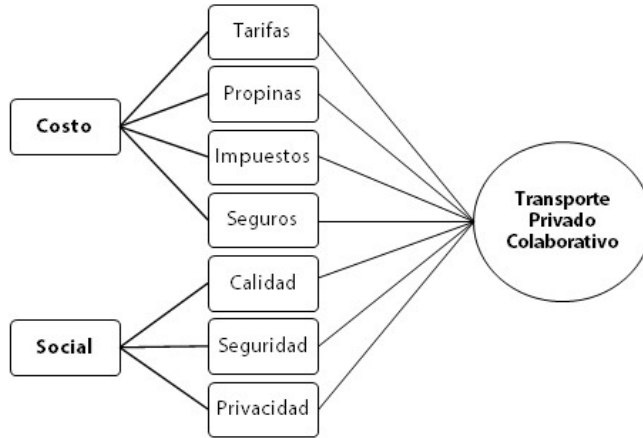 Tarifas
Propinas
Costo
Impuestos
Seguros
Transporte
Privado
Colaborativo
Calidad
Social
Seguridad
Privacidad